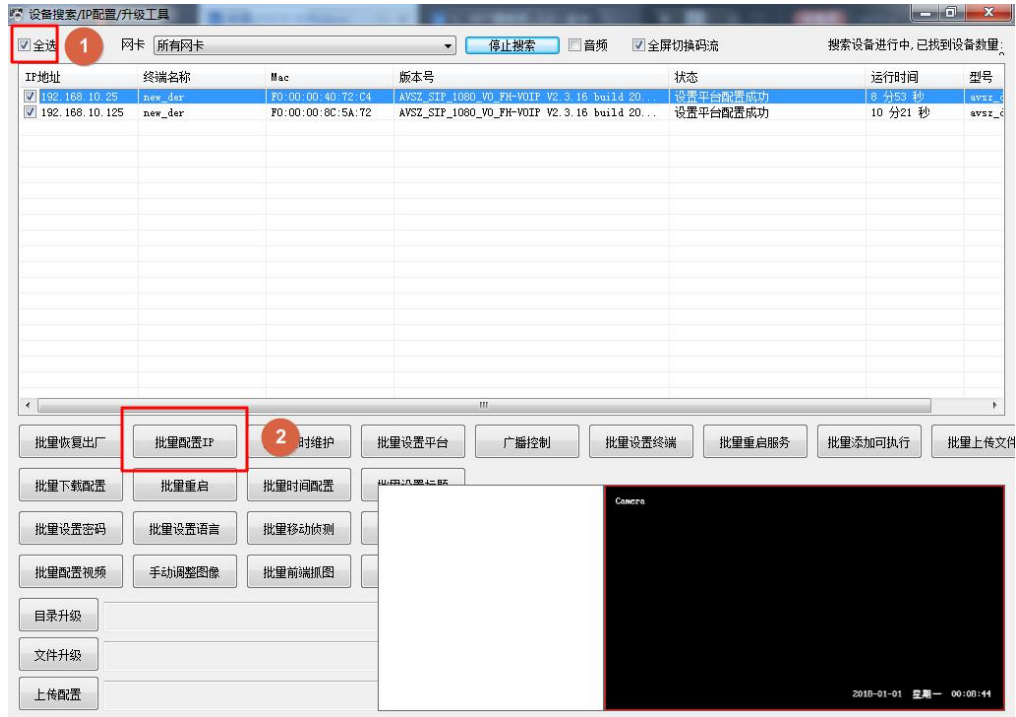 设备搜索/IP配置/升级工具
全选 1 网卡 所有网卡 停止搜索 音频 全屏切换码流 搜索设备进行中,已找到设备数量:
IP地址 终端名称 Mac 版本号 状态 运行时间 型号
192.168.10.25 new_der F0:00:00:40:72:C4 AVSZ_SIP_1080_VO_FH-VOIP V2.3.16 build 20... 设置平台配置成功 8 分53 秒
192.168.10.125 new_der F0:00:00:8C:5A:72 AVSZ_SIP_1080_VO_FH-VOIP V2.3.16 build 20... 设置平台配置成功 10 分21 秒
批量恢复出厂 批量配置IP 2 时维护 批量设置平台 广播控制 批量设置终端 批量重启服务 批量添加可执行 批量上传文件
批量下载配置 批量重启 批量时间配置
批量设置密码 批量设置语言 批量移动侦测
批量配置视频 手动调整图像 批量前端抓图
Camera
目录升级
文件升级
上传配置
2018-01-01 星期一 00:08:44